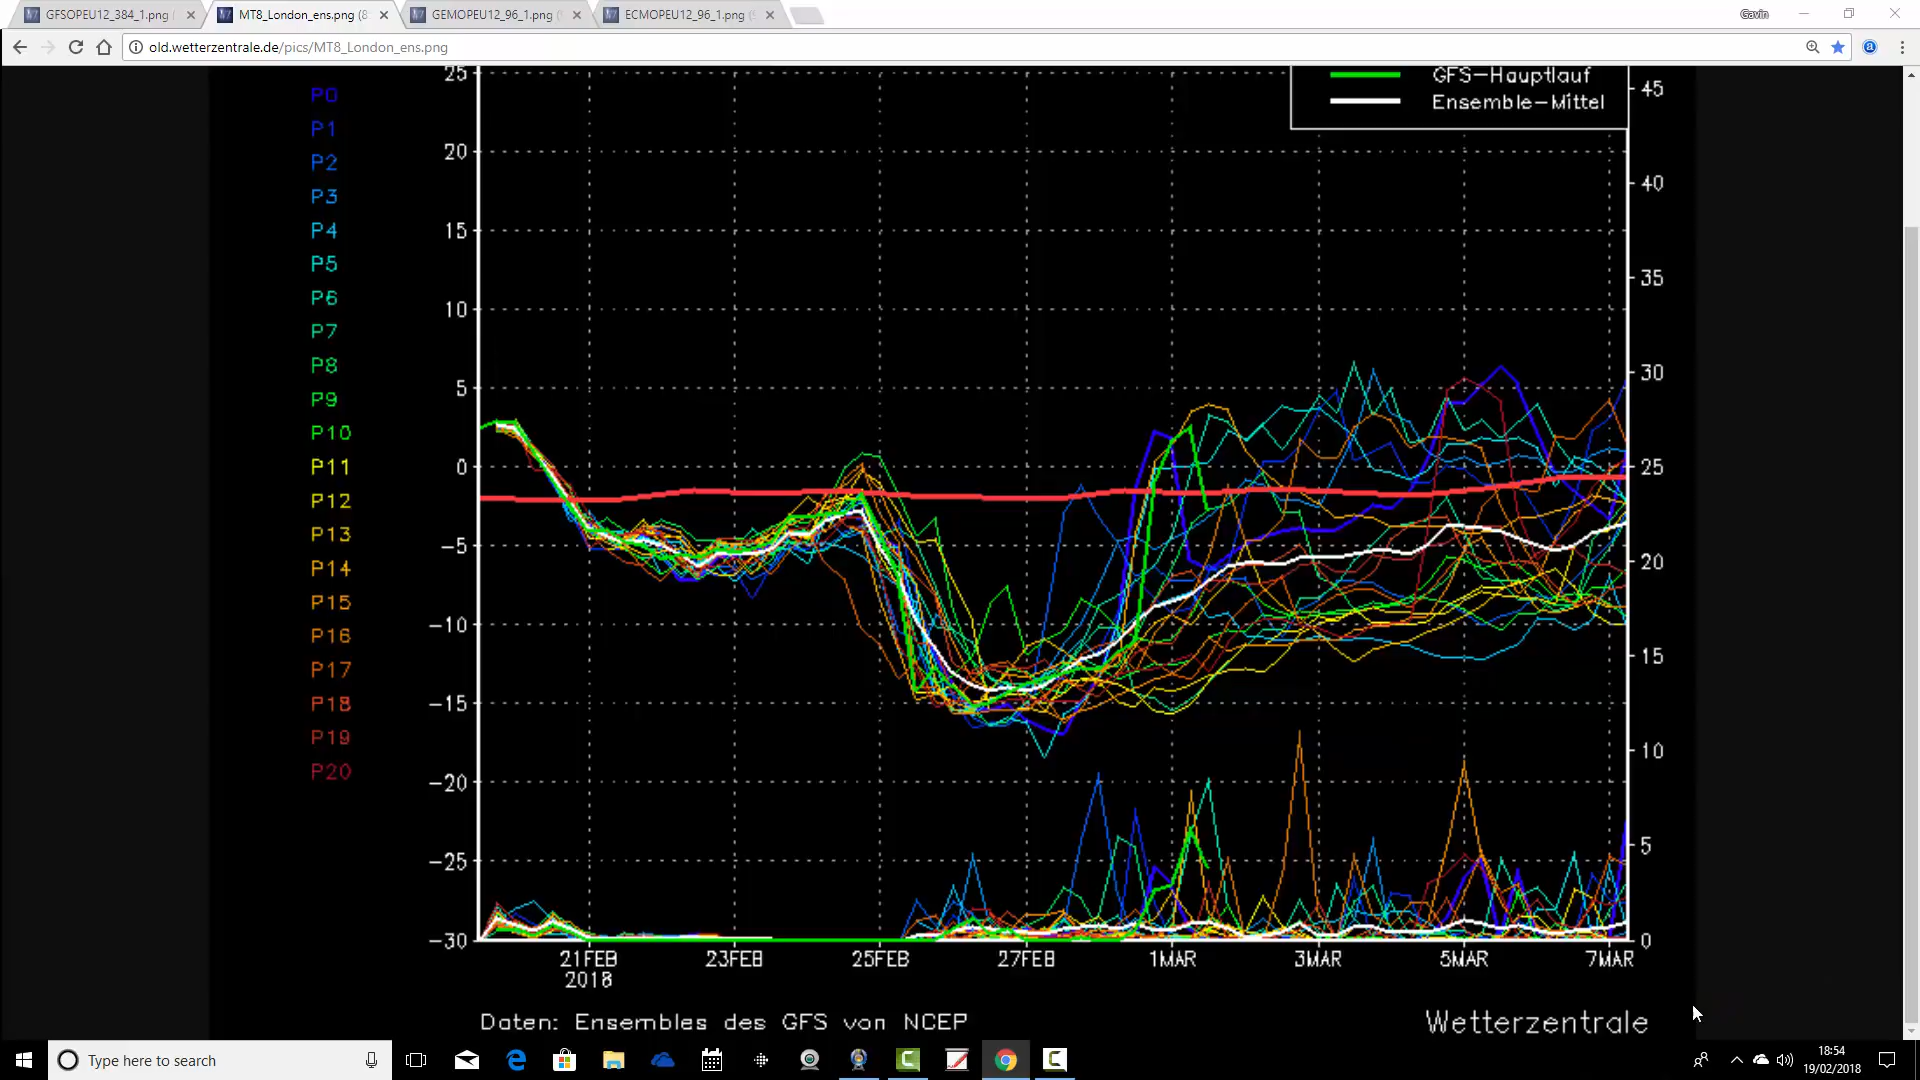 GFSOPEU12_384_1.png
MT8_London_ens.png (8
GEMOPEU12_96_1.png
ECMOPEU12_96_1.png
Gavin
old.wetterzentrale.de/pics/MT8_London_ens.png
GFS-Hauptlauf
Ensemble-Mittel
P0
P1
P2
P3
P4
P5
P6
P7
P8
P9
P10
P11
P12
P13
P14
P15
P16
P17
P18
P19
P20
25
20
15
10
5
0
-5
-10
-15
-20
-25
-30
45
40
35
30
25
20
15
10
5
0
21FEB 23FEB 25FEB 27FEB 1MAR 3MAR 5MAR 7MAR
2018
Daten: Ensembles des GFS von NCEP
Wetterzentrale
Type here to search
18:54
19/02/2018